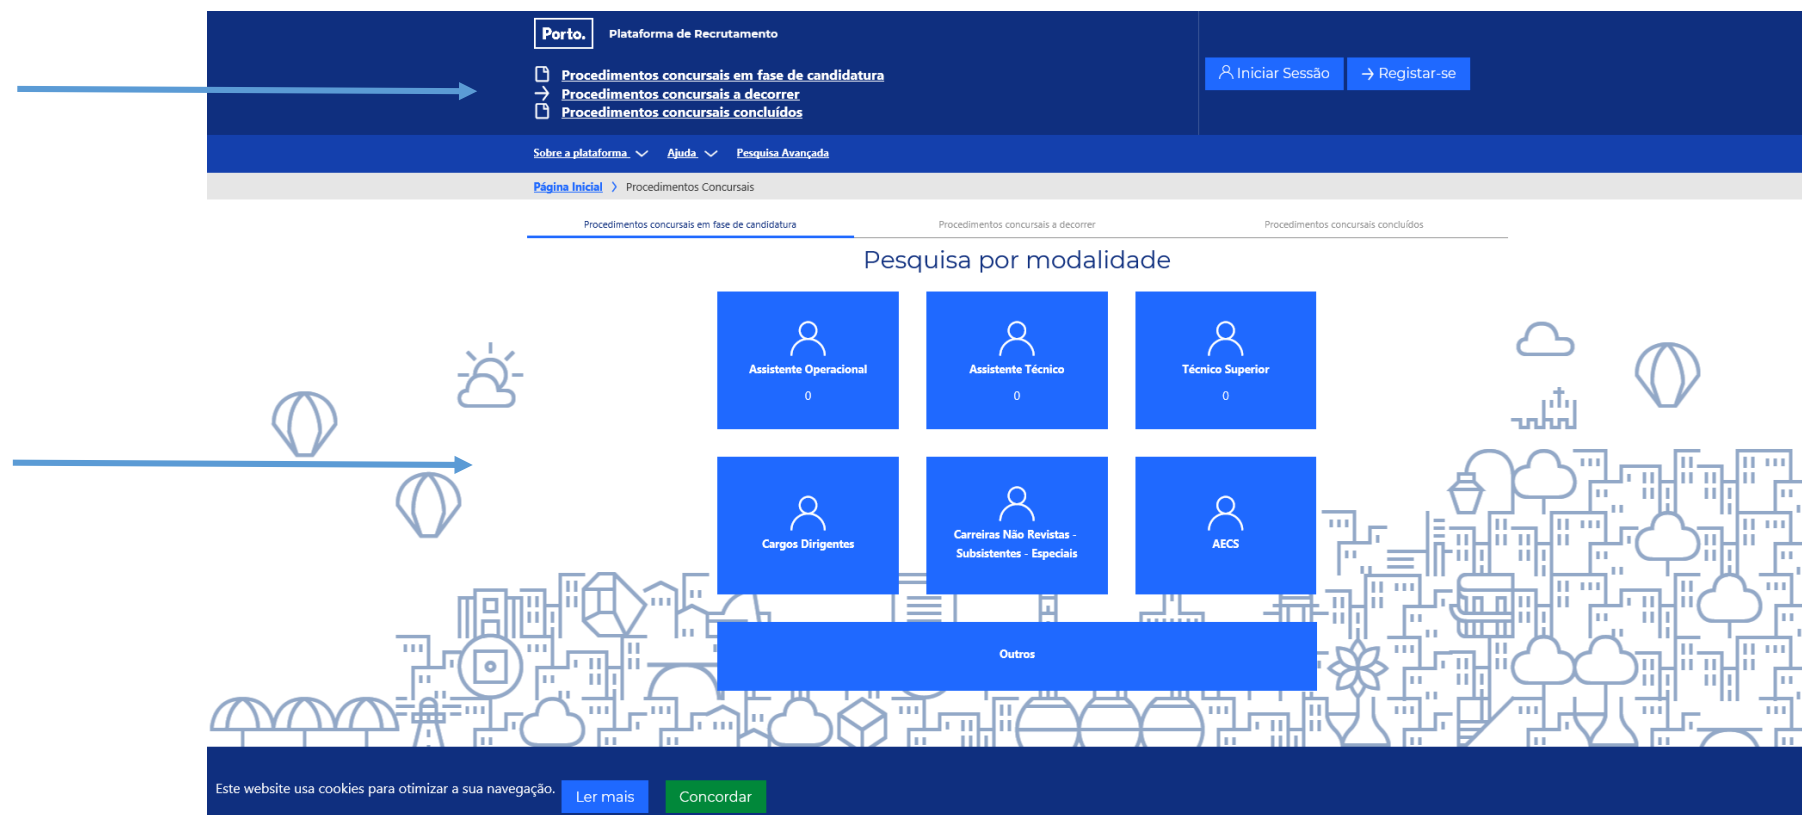 Porto. Plataforma de Recrutamento
Procedimentos concursais em fase de candidatura
Procedimentos concursais a decorrer
Procedimentos concursais concluídos
Iniciar Sessão Registar-se
Sobre a plataforma Ajuda Pesquisa Avançada
Página Inicial Procedimentos Concursais
Procedimentos concursais em fase de candidatura Procedimentos concursais a decorrer Procedimentos concursais concluídos
Pesquisa por modalidade
Assistente Operacional
0
Assistente Técnico
0
Técnico Superior
0
Cargos Dirigentes
Carreiras Não Revistas -
Subsistentes - Especiais
AECS
Outros
Este website usa cookies para otimizar a sua navegação. Ler mais Concordar